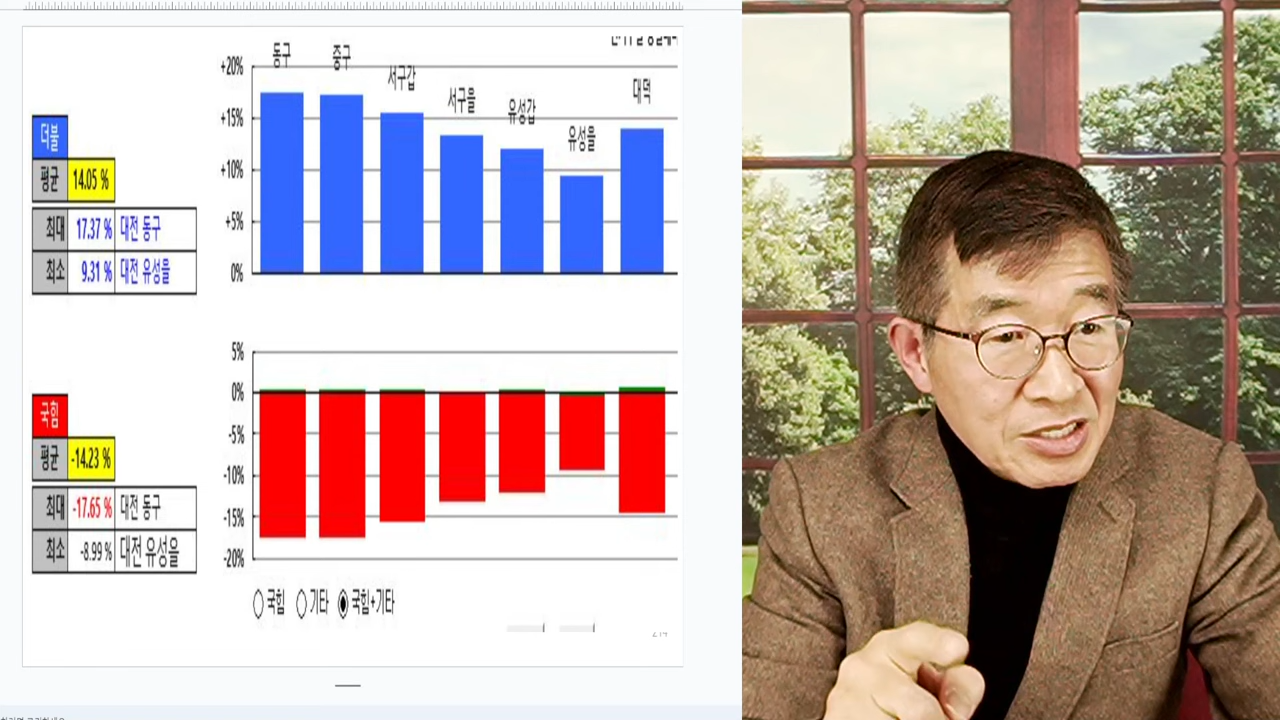 동구
중구
서구갑
서구을
유성갑
유성을
대덕
+20%
+15%
+10%
+5%
0%
더불
평균 14.05 %
최대 17.37 % 대전 동구
최소 9.31 % 대전 유성을
5%
0%
-5%
-10%
-15%
-20%
국힘
평균 -14.23 %
최대 -17.65 % 대전 동구
최소 -8.99 % 대전 유성을
국힘 기타 국힘+기타